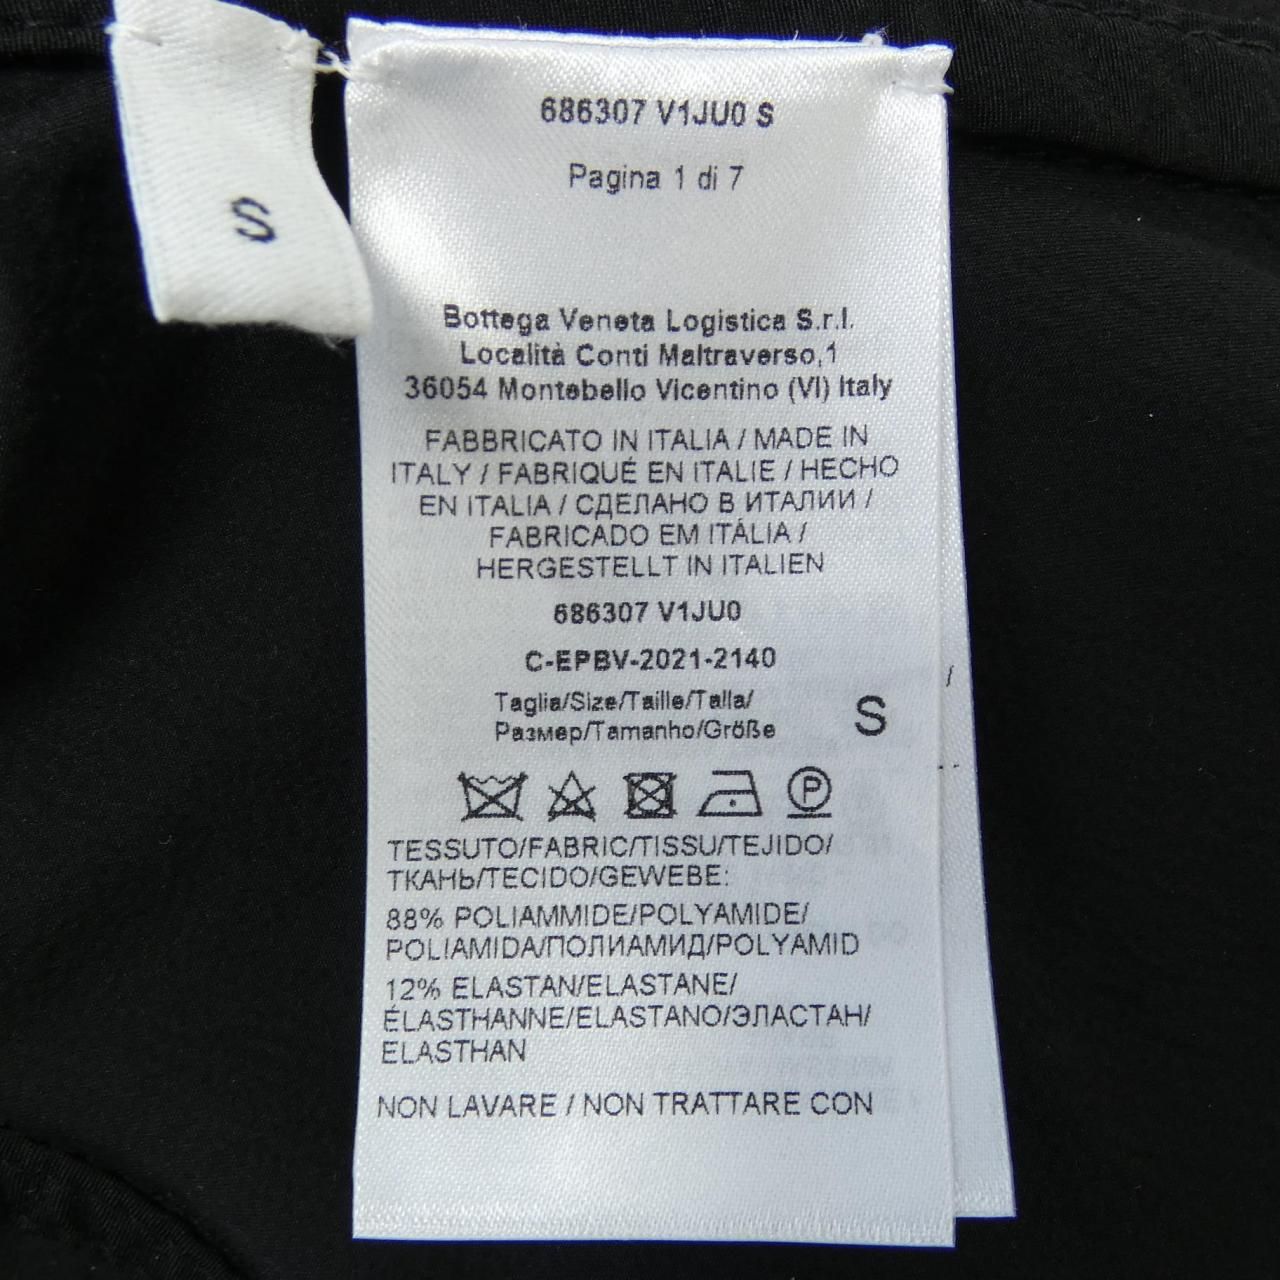 S
686307 V1JU0 S
Pagina 1 di 7
Bottega Veneta Logistica S.r.l.
Località Conti Maltraverso,1
36054 Montebello Vicentino (VI) Italy
FABBRICATO IN ITALIA / MADE IN
ITALY / FABRIQUÉ EN ITALIE / HECHO
EN ITALIA / СДЕЛАНО В ИТАЛИИ /
FABRICADO EM ITÁLIA /
HERGESTELLT IN ITALIEN
686307 V1JU0
C-EPBV-2021-2140
Taglia/Size/Taille/Talla/
Размер/Tamanho/Größe
S
P
TESSUTO/FABRIC/TISSU/TEJIDO/
ТКАНЬ/TECIDO/GEWEBE:
88% POLIAMMIDE/POLYAMIDE/
POLIAMIDA/ПОЛИАМИД/POLYAMID
12% ELASTAN/ELASTANE/
ÉLASTHANNE/ELASTANO/ЭЛАСТАН/
ELASTHAN
NON LAVARE / NON TRATTARE CON